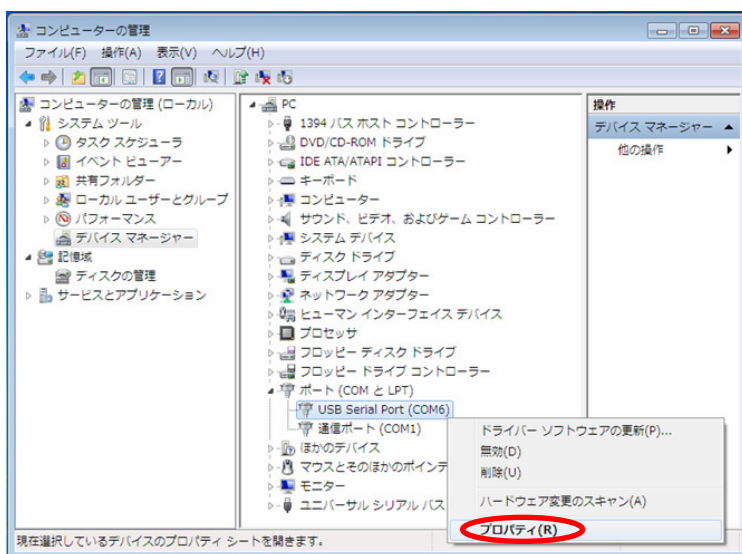 コンピューターの管理
ファイル(F) 操作(A) 表示(V) ヘルプ(H)
コンピューターの管理 (ローカル)
システム ツール
タスク スケジューラ
イベント ビューアー
共有フォルダー
ローカル ユーザーとグループ
パフォーマンス
デバイス マネージャー
記憶域
ディスクの管理
サービスとアプリケーション
PC
1394 バス ホスト コントローラー
DVD/CD-ROM ドライブ
IDE ATA/ATAPI コントローラー
キーボード
コンピューター
サウンド、ビデオ、およびゲーム コントローラー
システム デバイス
ディスク ドライブ
ディスプレイ アダプター
ネットワーク アダプター
ヒューマン インターフェイス デバイス
プロセッサ
フロッピー ディスク ドライブ
フロッピー ドライブ コントローラー
ポート (COM と LPT)
USB Serial Port (COM6)
通信ポート (COM1)
ほかのデバイス
マウスとそのほかのポインテ
モニター
ユニバーサル シリアル バス
操作
デバイス マネージャー
他の操作
ドライバー ソフトウェアの更新(P)...
無効(D)
削除(U)
ハードウェア変更のスキャン(A)
プロパティ(R)
現在選択しているデバイスのプロパティ シートを開きます。